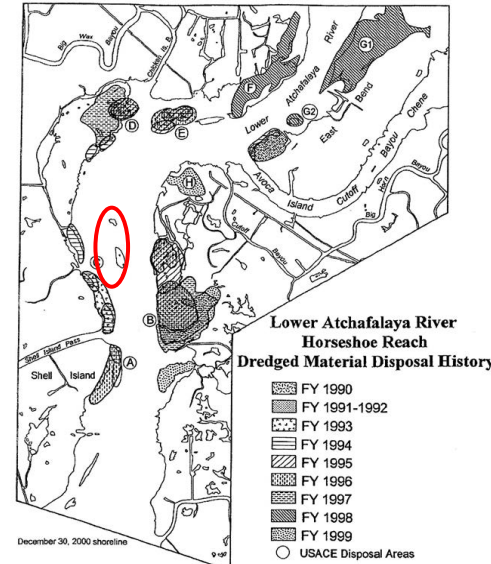 Big Wax Bayou
Chicken Is. B.
River
Atchafalaya
Lower
East Bend
Bayou Chene
Avoca Island Cutoff
Big Horn Bayou
Cutoff Bayou
G1
F
G2
D
E
H
B
A
Shell Island Pass
Shell Island
Lower Atchafalaya River
Horseshoe Reach
Dredged Material Disposal History
FY 1990
FY 1991-1992
FY 1993
FY 1994
FY 1995
FY 1996
FY 1997
FY 1998
FY 1999
USACE Disposal Areas
December 30, 2000 shoreline